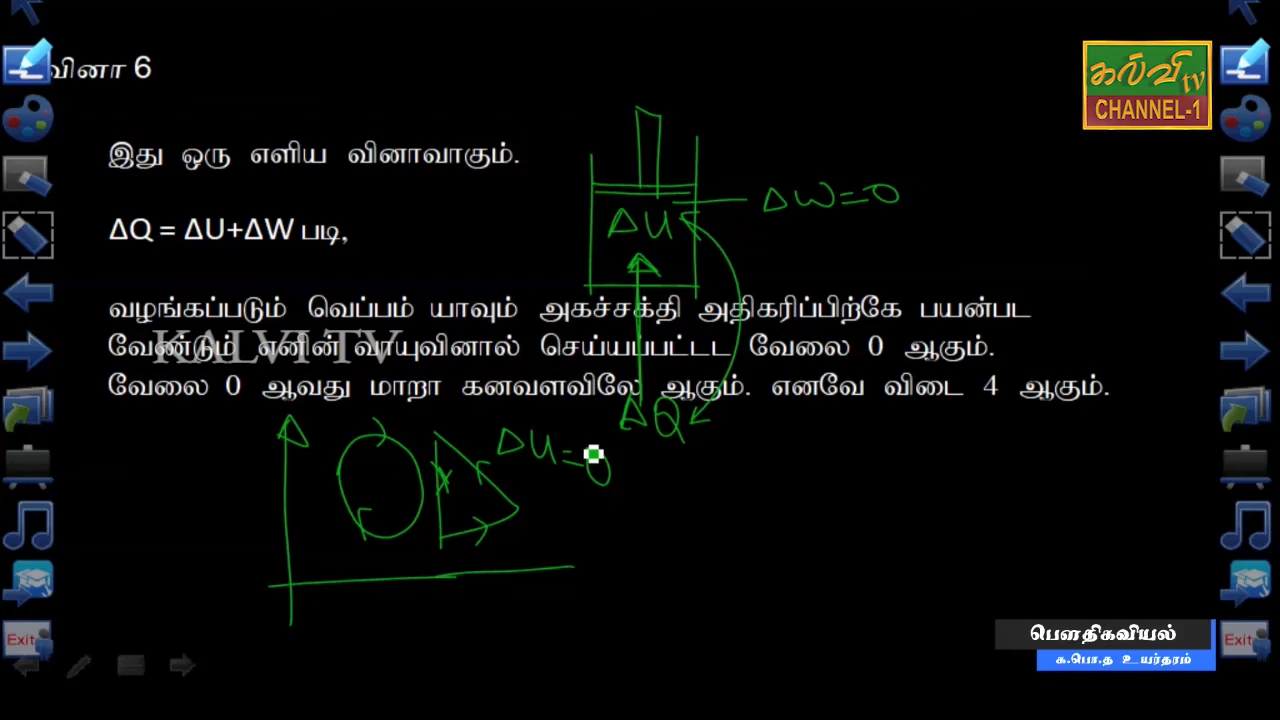 வினா 6
கல்வி tv
CHANNEL-1
இது ஒரு எளிய வினாவாகும்.
ΔW=0
ΔU
ΔQ = ΔU+ΔW படி,
வழங்கப்படும் வெப்பம் யாவும் அகச்சக்தி அதிகரிப்பிற்கே பயன்பட
வேண்டும் எனின் வாயுவினால் செய்யப்பட்டட வேலை 0 ஆகும்.
KALVI TV
வேலை 0 ஆவது மாறா கனவளவிலே ஆகும். எனவே விடை 4 ஆகும்.
ΔQ
ΔU=0
பௌதிகவியல்
க.பொ.த உயர்தரம்
Exit
Exit